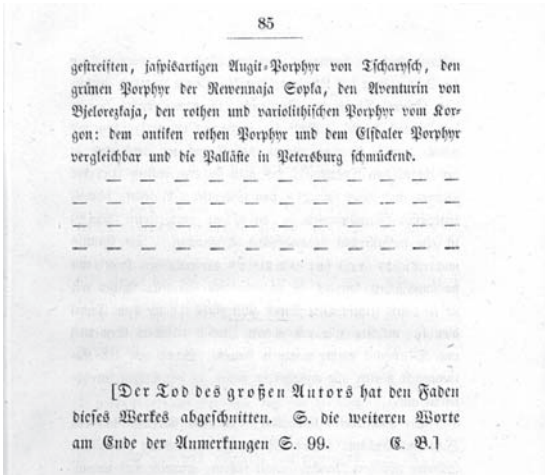 85
gestreiften, jaspisartigen Augit-Porphyr von Tscharysch, den
grünen Porphyr der Rewennaja Sopka, den Aventurin von
Bjelorezkaja, den rothen und variolithischen Porphyr vom Kor-
gon: dem antiken rothen Porphyr und dem Elfdaler Porphyr
vergleichbar und die Palläste in Petersburg schmückend.
— — — — — — — — — — — —
— — — — — — — — — — — — —
— — — — — — — — — — — — —
— — — — — — — — — — — — —
[Der Tod des großen Autors hat den Faden
dieses Werkes abgeschnitten. S. die weiteren Worte
am Ende der Anmerkungen S. 99. E. B.]